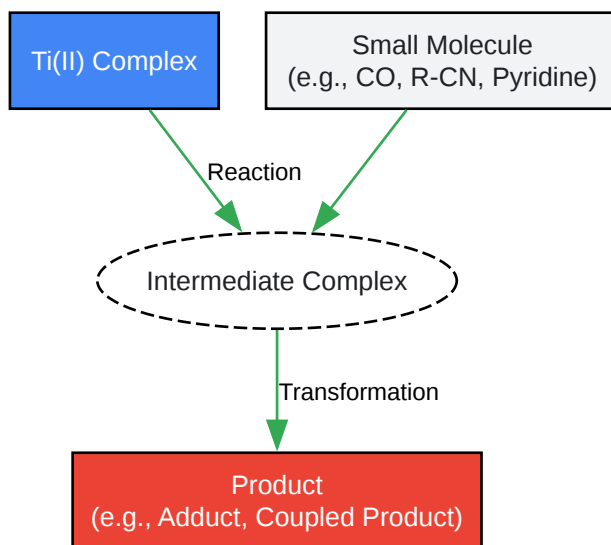 Ti(II) Complex
Small Molecule
(e.g., CO, R-CN, Pyridine)
Reaction
Intermediate Complex
Transformation
Product
(e.g., Adduct, Coupled Product)